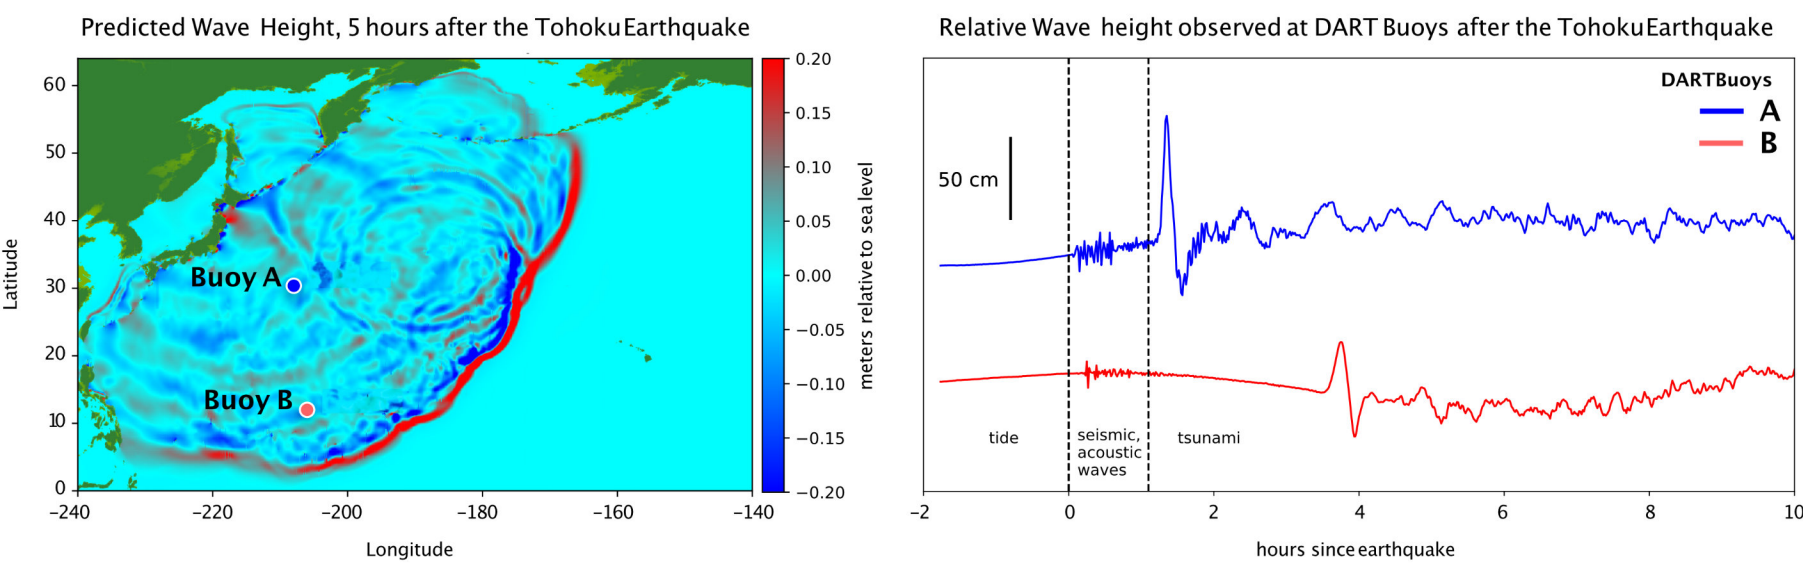 Predicted Wave Height, 5 hours after the Tohoku Earthquake
60
50
40
30
20
10
0
Latitude
Buoy A
Buoy B
−240
−220
−200
−180
−160
−140
Longitude
0.20
0.15
0.10
0.05
0.00
−0.05
−0.10
−0.15
−0.20
meters relative to sea level
Relative Wave height observed at DART Buoys after the Tohoku Earthquake
DARTBuoys
A
B
50 cm
tide
seismic,
acoustic
waves
tsunami
−2
0
2
4
6
8
10
hours since earthquake